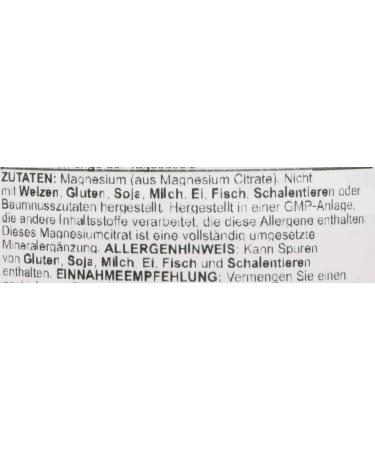 ZUTATEN: Magnesium (aus Magnesium Citrate). Nicht
mit Weizen, Gluten, Soja, Milch, Ei, Fisch, Schalentieren oder
Baumnusszutaten hergestellt. Hergestellt in einer GMP-Anlage,
die andere Inhaltsstoffe verarbeitet, die diese Allergene enthalten.
Dieses Magnesiumcitrat ist eine vollständig umgesetzte
Mineralergänzung. ALLERGENHINWEIS: Kann Spuren
von Gluten, Soja, Milch, Ei, Fisch und Schalentieren
enthalten. EINNAHMEEMPFEHLUNG: Vermengen Sie einen